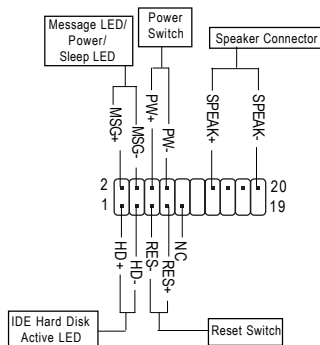 Message LED/
Power/
Sleep LED
Power
Switch
Speaker Connector
MSG+
MSG-
PW+
PW-
SPEAK+
SPEAK-
2
20
1
19
HD+
HD-
RES-
RES+
NC
IDE Hard Disk
Active LED
Reset Switch